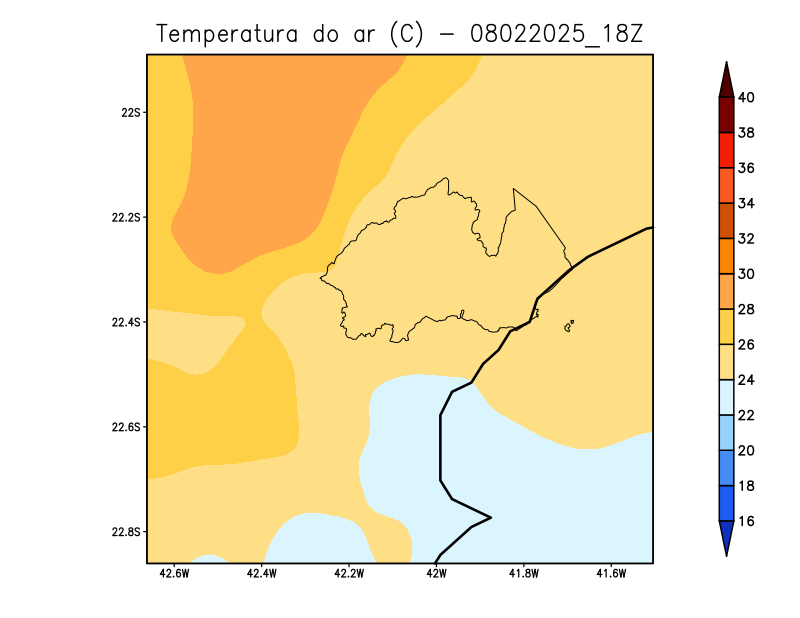 Temperatura do ar (C) - 08022025_18Z
22S
22.2S
22.4S
22.6S
22.8S
42.6W
42.4W
42.2W
42W
41.8W
41.6W
40
38
36
34
32
30
28
26
24
22
20
18
16